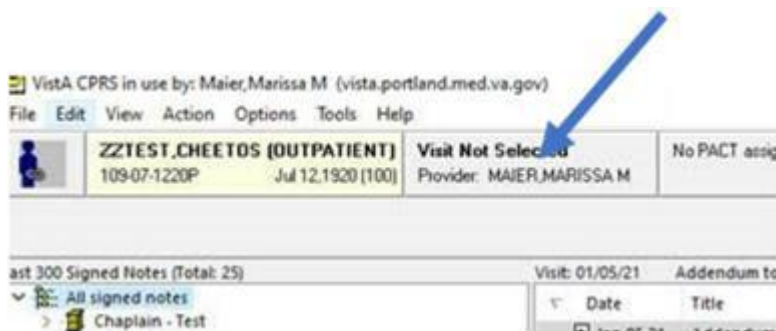 VistA CPRS in use by: Maier,Marissa M (vista.portland.med.va.gov)
File Edit View Action Options Tools Help
ZZTEST,CHEETOS (OUTPATIENT) Visit Not Selected No PACT assig
109-07-1220P Jul 12,1920 (100) Provider: MAIER,MARISSA M
ast 300 Signed Notes (Total: 25) Visit: 01/05/21 Addendum to
All signed notes Date Title
Chaplain - Test